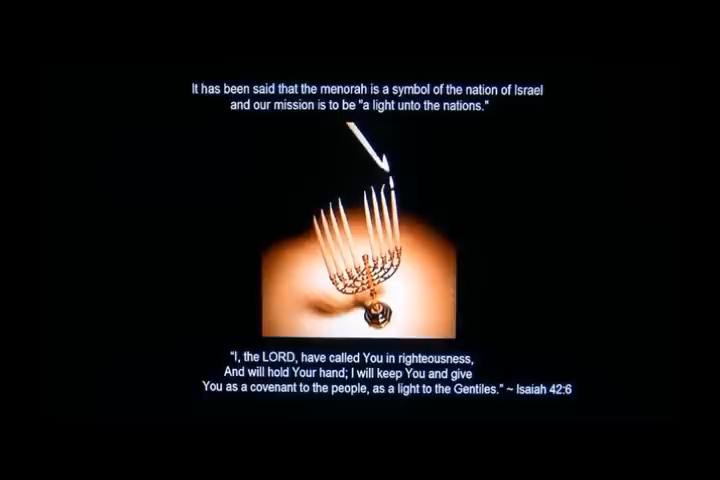 It has been said that the menorah is a symbol of the nation of Israel
and our mission is to be "a light unto the nations."
"I, the LORD, have called You in righteousness,
And will hold Your hand; I will keep You and give
You as a covenant to the people, as a light to the Gentiles." ~ Isaiah 42:6